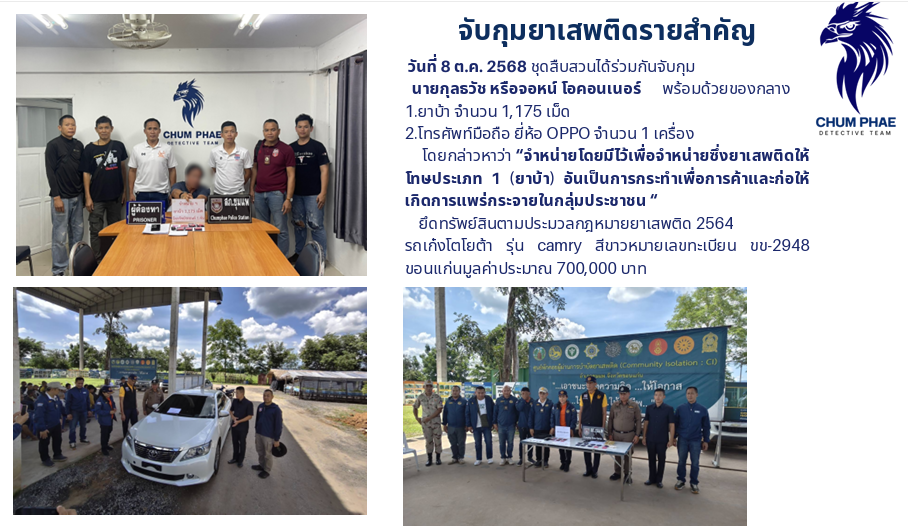 จับกุมยาเสพติดรายสำคัญ
วันที่ 8 ต.ค. 2568 ชุดสืบสวนได้ร่วมกันจับกุม
นายกุลธวัช หรือจอหน์ โอคอนเนอร์ พร้อมด้วยของกลาง
1.ยาบ้า จำนวน 1,175 เม็ด
2.โทรศัพท์มือถือ ยี่ห้อ OPPO จำนวน 1 เครื่อง
โดยกล่าวหาว่า “จำหน่ายโดยมีไว้เพื่อจำหน่ายซึ่งยาเสพติดให้
โทษประเภท 1 (ยาบ้า) อันเป็นการกระทำเพื่อการค้าและก่อให้
เกิดการแพร่กระจายในกลุ่มประชาชน “
ยึดทรัพย์สินตามประมวลกฎหมายยาเสพติด 2564
รถเก๋งโตโยต้า รุ่น camry สีขาวหมายเลขทะเบียน ขข-2948
ขอนแก่นมูลค่าประมาณ 700,000 บาท
CHUM PHAE
DETECTIVE TEAM
CHUM PHAE
DETECTIVE TEAM
ผู้ต้องหา
PRISONER
สภ.ชุมแพ
Chumphae Police Station
(Community Isolation : CI)
"เอาชนะ
...ให้โอกาส